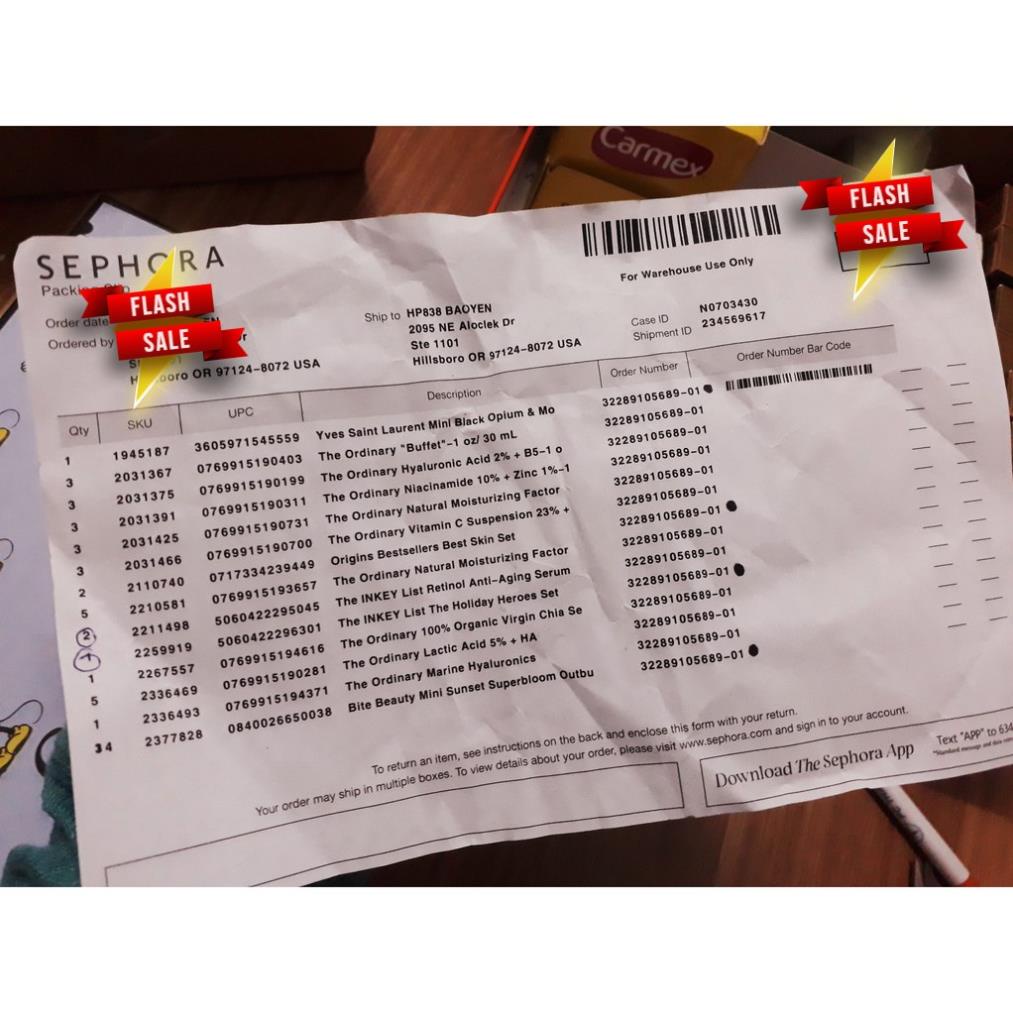 Carmex
SEPHORA
FLASH
SALE
FLASH
SALE
For Warehouse Use Only
Order date
Ordered by
Hillsboro OR 97124-8072 USA
Ship to HP838 BAOYEN
2095 NE Aloclek Dr
Ste 1101
Hillsboro OR 97124-8072 USA
Case ID N0703430
Shipment ID 234569617
Qty SKU UPC Description Order Number Order Number Bar Code
1 1945187 3605971545559 Yves Saint Laurent Mini Black Opium & Mo 32289105689-01
3 2031367 0769915190403 The Ordinary "Buffet"-1 oz/ 30 mL 32289105689-01
3 2031375 0769915190199 The Ordinary Hyaluronic Acid 2% + B5-1 o 32289105689-01
3 2031391 0769915190311 The Ordinary Niacinamide 10% + Zinc 1%-1 32289105689-01
3 2031425 0769915190731 The Ordinary Natural Moisturizing Factor 32289105689-01
3 2031466 0769915190700 The Ordinary Vitamin C Suspension 23% + 32289105689-01
2 2110740 0717334239449 Origins Bestsellers Best Skin Set 32289105689-01
5 2210581 0769915193657 The Ordinary Natural Moisturizing Factor 32289105689-01
2 2211498 5060422295045 The INKEY List Retinol Anti-Aging Serum 32289105689-01
1 2259919 5060422296301 The INKEY List The Holiday Heroes Set 32289105689-01
1 2267557 0769915194616 The Ordinary 100% Organic Virgin Chia Se 32289105689-01
5 2336469 0769915190281 The Ordinary Lactic Acid 5% + HA 32289105689-01
1 2336493 0769915194371 The Ordinary Marine Hyaluronics 32289105689-01
34 2377828 0840026650038 Bite Beauty Mini Sunset Superbloom Outbu 32289105689-01
To return an item, see instructions on the back and enclose this form with your return.
Your order may ship in multiple boxes. To view details about your order, please visit www.sephora.com and sign in to your account.
Download The Sephora App
Text "APP" to 634